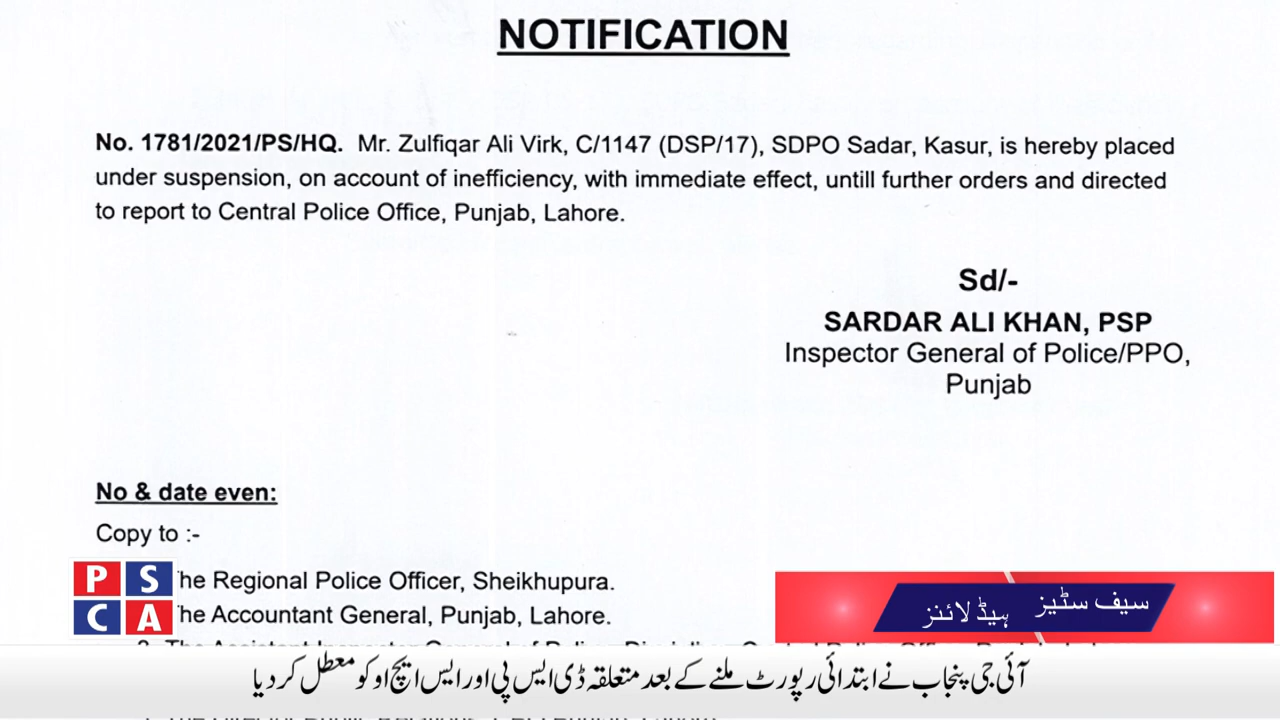 NOTIFICATION
No. 1781/2021/PS/HQ. Mr. Zulfiqar Ali Virk, C/1147 (DSP/17), SDPO Sadar, Kasur, is hereby placed
under suspension, on account of inefficiency, with immediate effect, untill further orders and directed
to report to Central Police Office, Punjab, Lahore.
Sd/-
SARDAR ALI KHAN, PSP
Inspector General of Police/PPO,
Punjab
No & date even:
Copy to :-
he Regional Police Officer, Sheikhupura.
he Accountant General, Punjab, Lahore.
PSCA
سیف سٹیز ہیڈ لائنز
آئی جی پنجاب نے ابتدائی رپورٹ ملنے کے بعد متعلقہ ڈی ایس پی اور ایس ایچ او کو معطل کر دیا